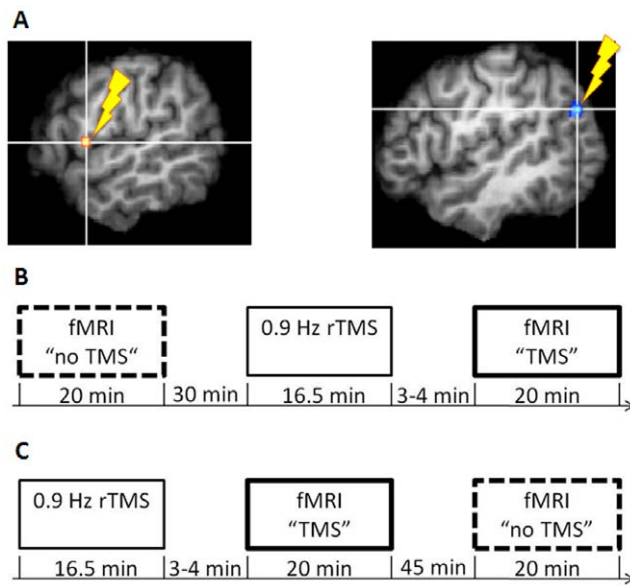 A
B
fMRI
“no TMS“
0.9 Hz rTMS
fMRI
“TMS”
20 min
30 min
16.5 min
3-4 min
20 min
C
0.9 Hz rTMS
fMRI
“TMS”
fMRI
“no TMS”
16.5 min
3-4 min
20 min
45 min
20 min